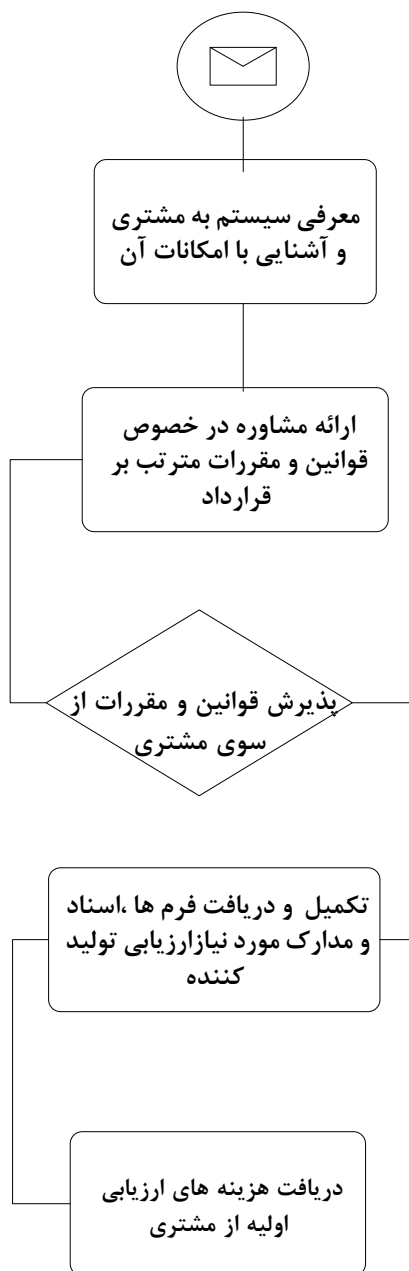 معرفی سیستم به مشتری
و آشنایی با امکانات آن
ارائه مشاوره در خصوص
قوانین و مقررات مترتب بر
قرارداد
پذیرش قوانین و مقررات از
سوی مشتری
تکمیل و دریافت فرم ها ،اسناد
و مدارک مورد نیازارزیابی تولید
کننده
دریافت هزینه های ارزیابی
اولیه از مشتری